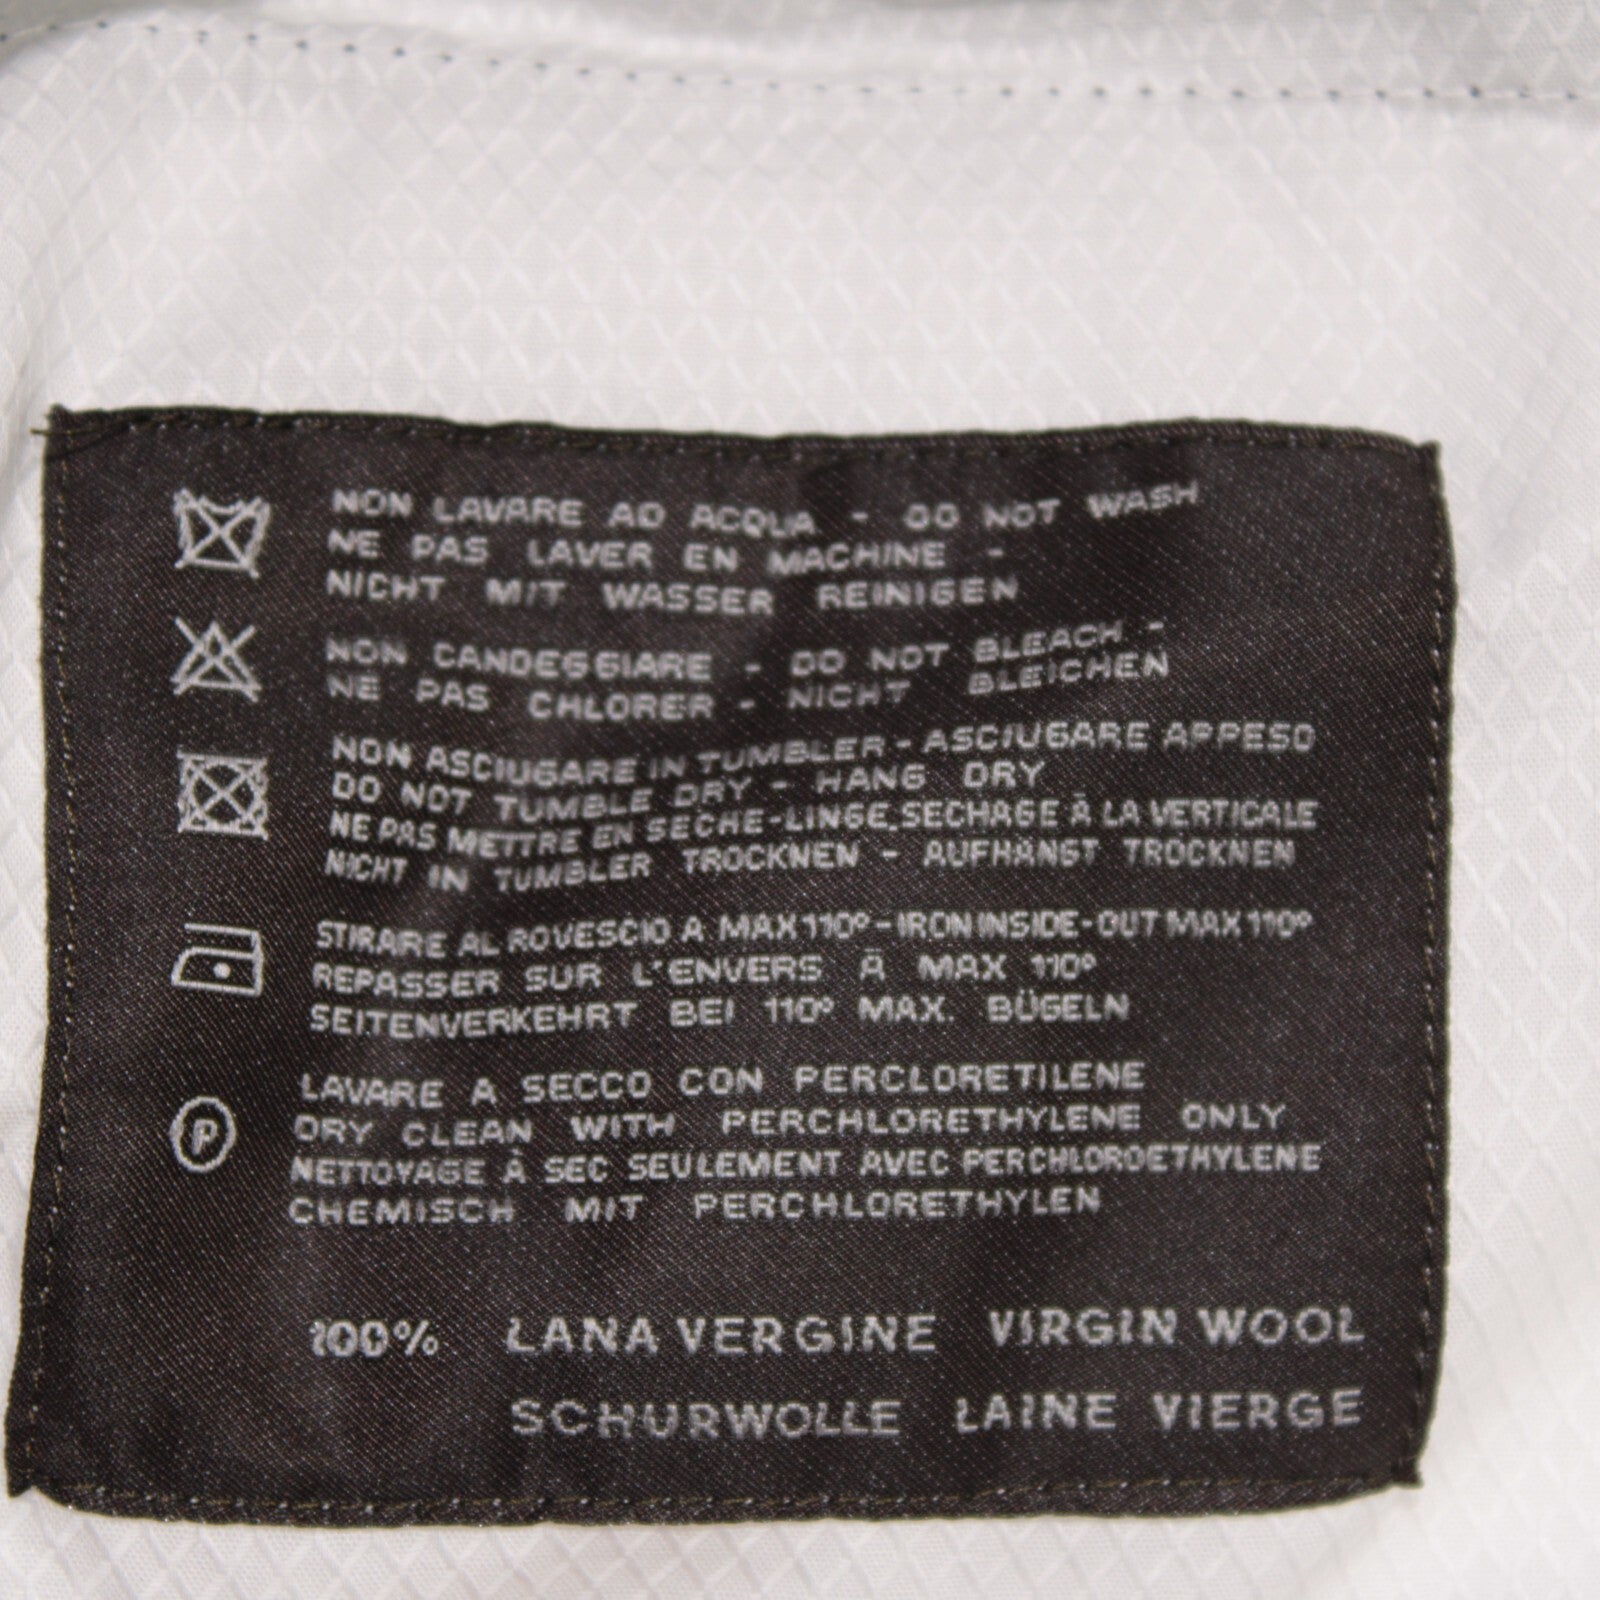 NON LAVARE AD ACQUA - DO NOT WASH
NE PAS LAVER EN MACHINE -
NICHT MIT WASSER REINIGEN
NON CANDEGGIARE - DO NOT BLEACH -
NE PAS CHLORER - NICHT BLEICHEN
NON ASCIUGARE IN TUMBLER - ASCIUGARE APPESO
DO NOT TUMBLE DRY - HANG DRY
NE PAS METTRE EN SECHE-LINGE, SECHAGE À LA VERTICALE
NICHT IN TUMBLER TROCKNEN - AUFHÄNGT TROCKNEN
STIRARE AL ROVESCIO A MAX 110° - IRON INSIDE-OUT MAX 110°
REPASSER SUR L'ENVERS À MAX 110°
SEITENVERKEHRT BEI 110° MAX. BÜGELN
P
LAVARE A SECCO CON PERCLORETILENE
DRY CLEAN WITH PERCHLORETHYLENE ONLY
NETTOYAGE À SEC SEULEMENT AVEC PERCHLOROETHYLENE
CHEMISCH MIT PERCHLORETHYLEN
100% LANA VERGINE VIRGIN WOOL
SCHURWOLLE LAINE VIERGE